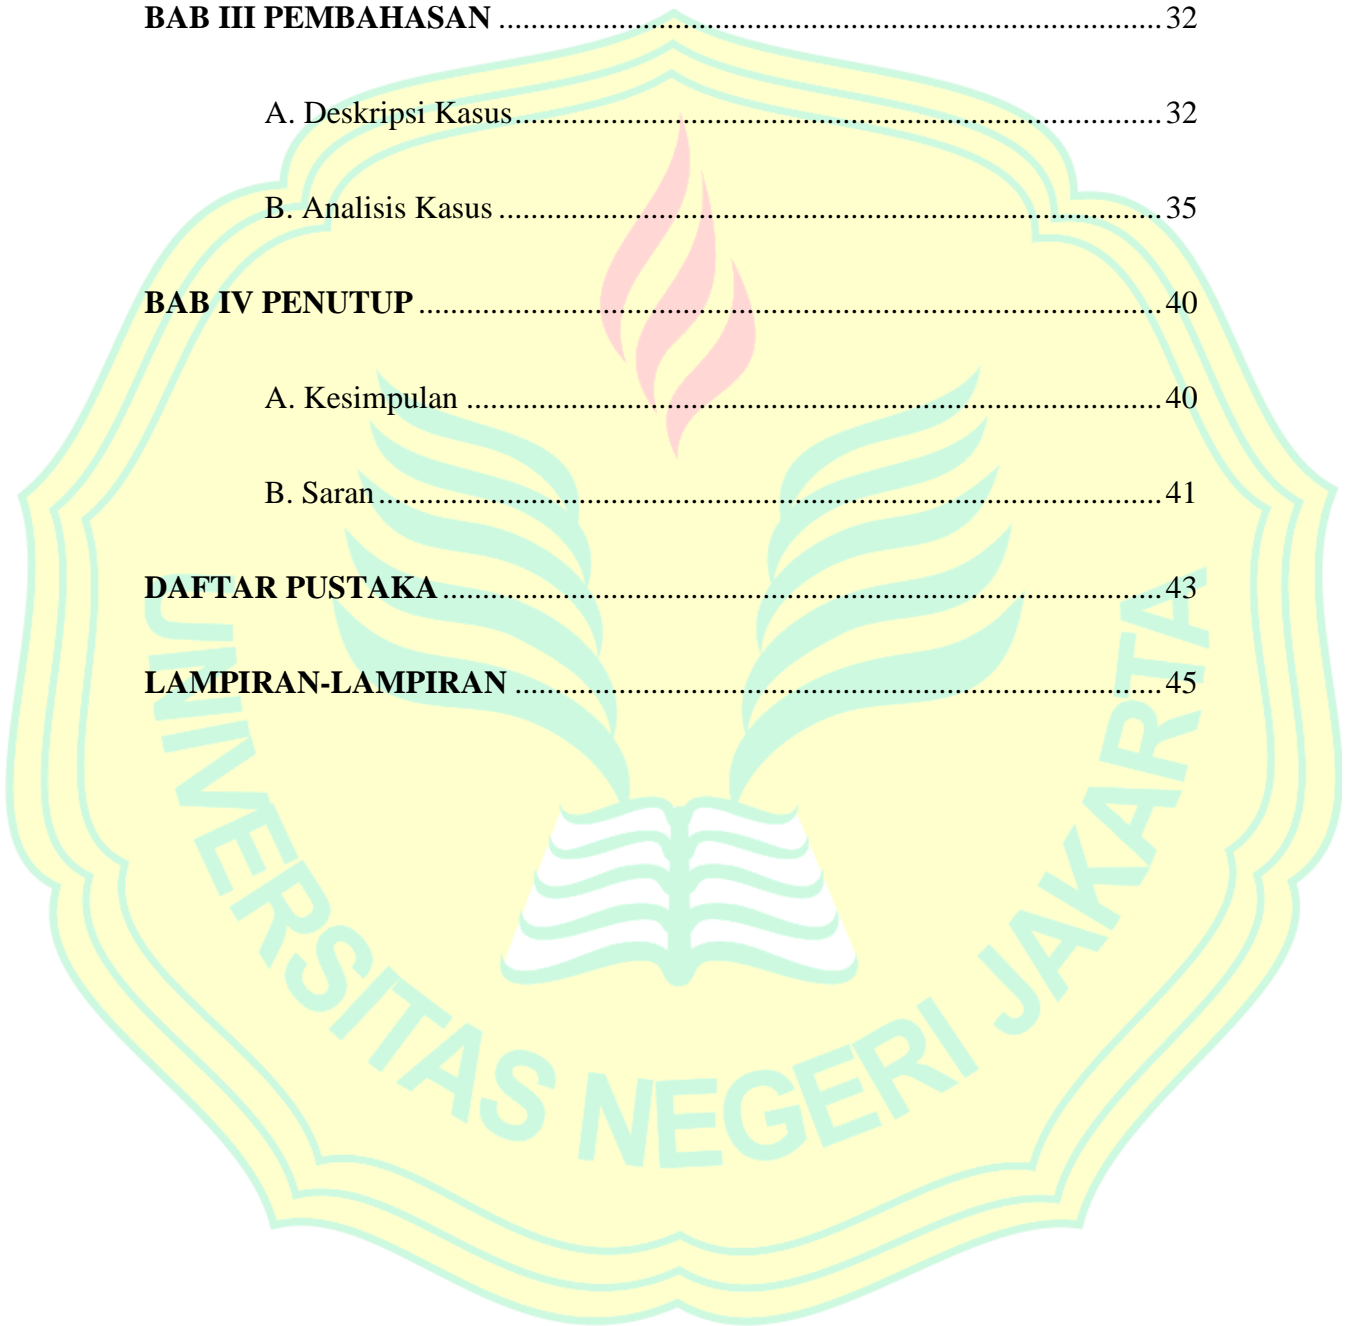 BAB III PEMBAHASAN ................................................................................. 32
A. Deskripsi Kasus ................................................................................ 32
B. Analisis Kasus .................................................................................. 35
BAB IV PENUTUP ........................................................................................... 40
A. Kesimpulan ...................................................................................... 40
B. Saran ................................................................................................ 41
DAFTAR PUSTAKA ........................................................................................ 43
LAMPIRAN-LAMPIRAN ............................................................................... 45
UNIVERSITAS NEGERI JAKARTA